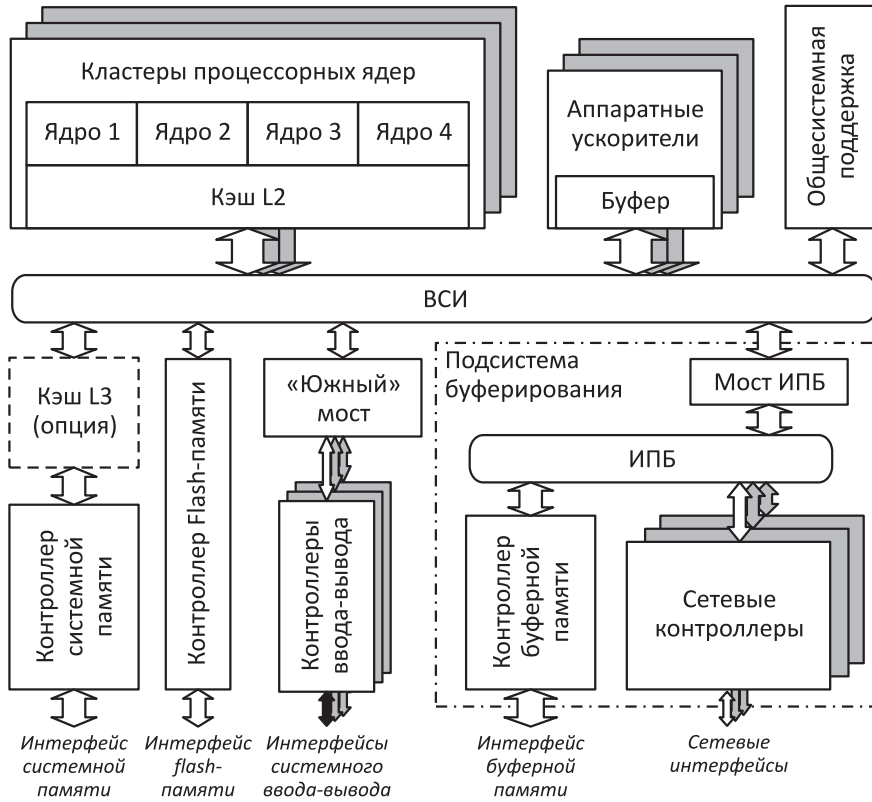 Кластеры процессорных ядер
Ядро 1
Ядро 2
Ядро 3
Ядро 4
Кэш L2
Аппаратные
ускорители
Буфер
Общесистемная
поддержка
ВСИ
Кэш L3
(опция)
Контроллер
системной
памяти
Контроллер Flash-памяти
«Южный»
мост
Контроллеры
ввода-вывода
Подсистема
буферирования
Мост ИПБ
ИПБ
Контроллер
буферной
памяти
Сетевые
контроллеры
Интерфейс
системной
памяти
Интерфейс
flash-
памяти
Интерфейсы
системного
ввода-вывода
Интерфейс
буферной
памяти
Сетевые
интерфейсы